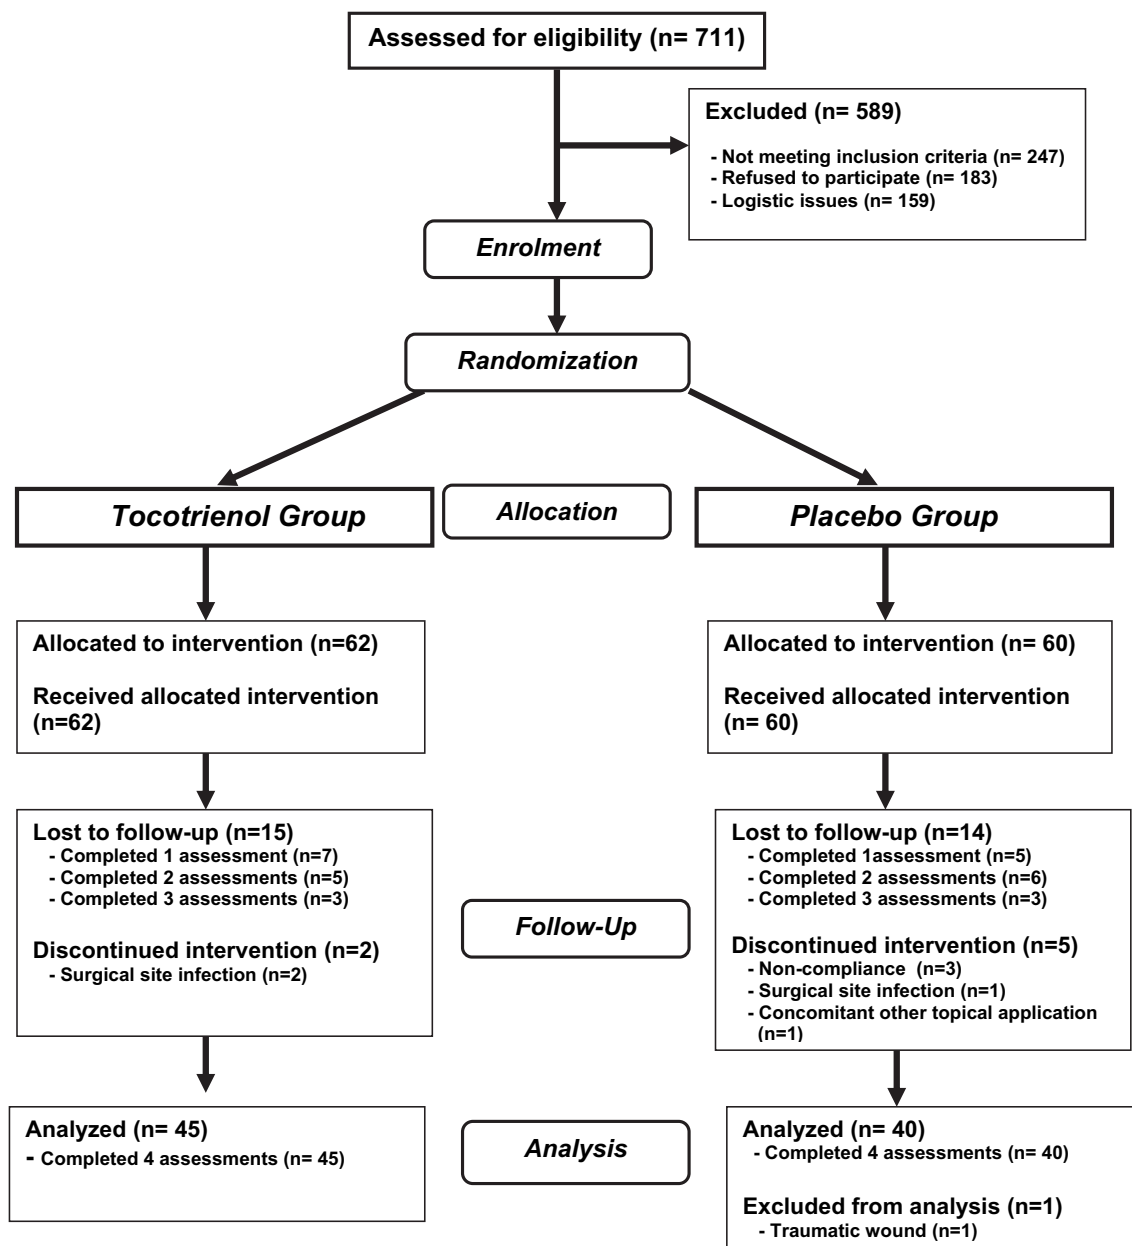 Assessed for eligibility (n= 711)
Excluded (n= 589)
- Not meeting inclusion criteria (n= 247)
- Refused to participate (n= 183)
- Logistic issues (n= 159)
Enrolment
Randomization
Tocotrienol Group
Allocation
Placebo Group
Allocated to intervention (n=62)
Received allocated intervention
(n=62)
Allocated to intervention (n= 60)
Received allocated intervention
(n= 60)
Lost to follow-up (n=15)
- Completed 1 assessment (n=7)
- Completed 2 assessments (n=5)
- Completed 3 assessments (n=3)
Discontinued intervention (n=2)
- Surgical site infection (n=2)
Follow-Up
Lost to follow-up (n=14)
- Completed 1assessment (n=5)
- Completed 2 assessments (n=6)
- Completed 3 assessments (n=3)
Discontinued intervention (n=5)
- Non-compliance (n=3)
- Surgical site infection (n=1)
- Concomitant other topical application
(n=1)
Analyzed (n= 45)
- Completed 4 assessments (n= 45)
Analysis
Analyzed (n= 40)
- Completed 4 assessments (n= 40)
Excluded from analysis (n=1)
- Traumatic wound (n=1)